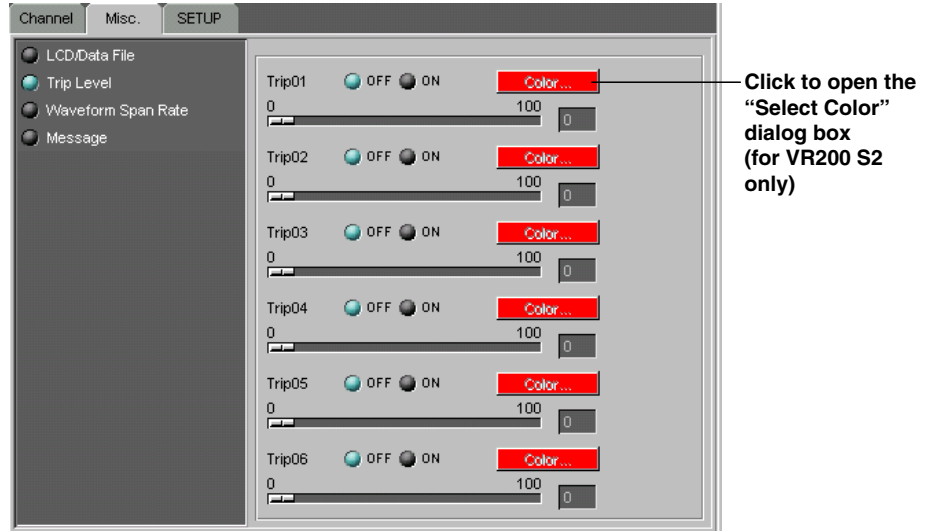 Channel Misc. SETUP
LCD/Data File
Trip Level
Waveform Span Rate
Message
Trip01 OFF ON Color...
0 100
0
Trip02 OFF ON Color...
0 100
0
Trip03 OFF ON Color...
0 100
0
Trip04 OFF ON Color...
0 100
0
Trip05 OFF ON Color...
0 100
0
Trip06 OFF ON Color...
0 100
0
Click to open the
“Select Color”
dialog box
(for VR200 S2
only)